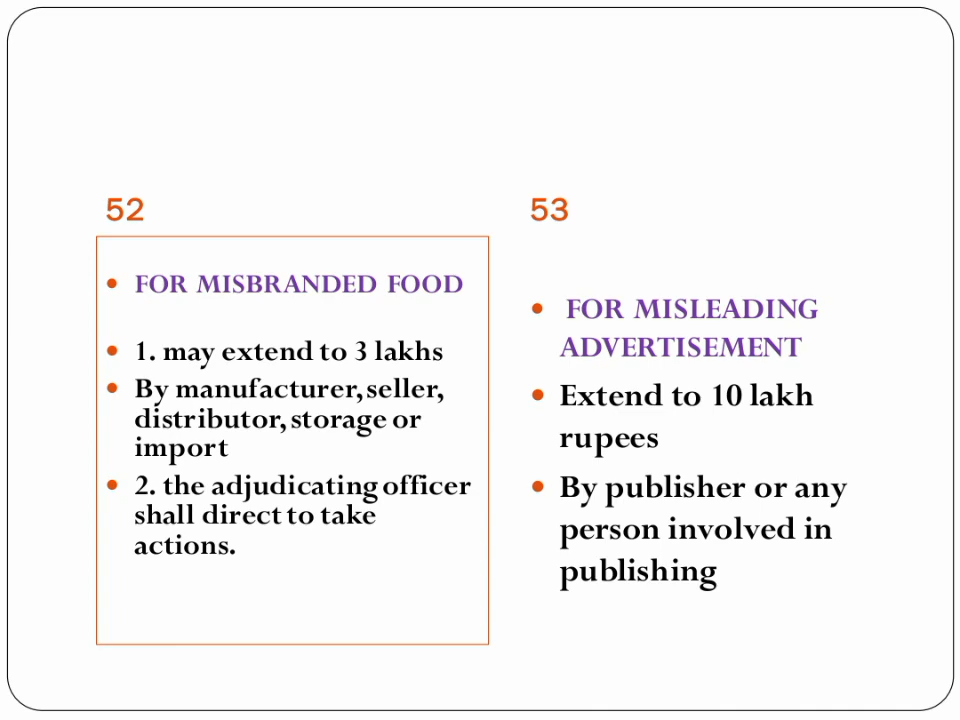 52
• FOR MISBRANDED FOOD
• 1. may extend to 3 lakhs
• By manufacturer, seller,
distributor, storage or
import
• 2. the adjudicating officer
shall direct to take
actions.
53
• FOR MISLEADING
ADVERTISEMENT
• Extend to 10 lakh
rupees
• By publisher or any
person involved in
publishing